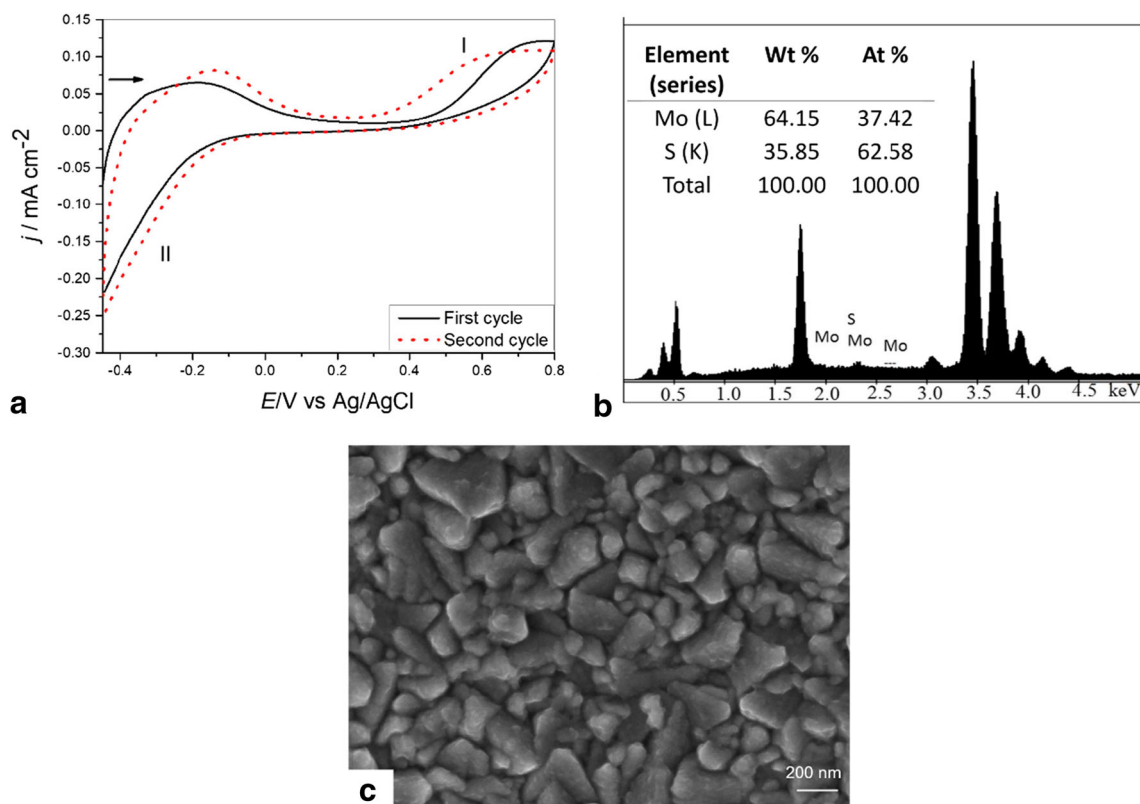 0.15
0.10
0.05
0.00
-0.05
-0.10
-0.15
-0.20
-0.25
-0.30
j / mA cm-2
I
II
First cycle
Second cycle
-0.4 -0.2 0.0 0.2 0.4 0.6 0.8
E/V vs Ag/AgCl
a
Element Wt % At %
(series)
Mo (L) 64.15 37.42
S (K) 35.85 62.58
Total 100.00 100.00
S
Mo Mo Mo
0.5 1.0 1.5 2.0 2.5 3.0 3.5 4.0 4.5 keV
b
200 nm
c